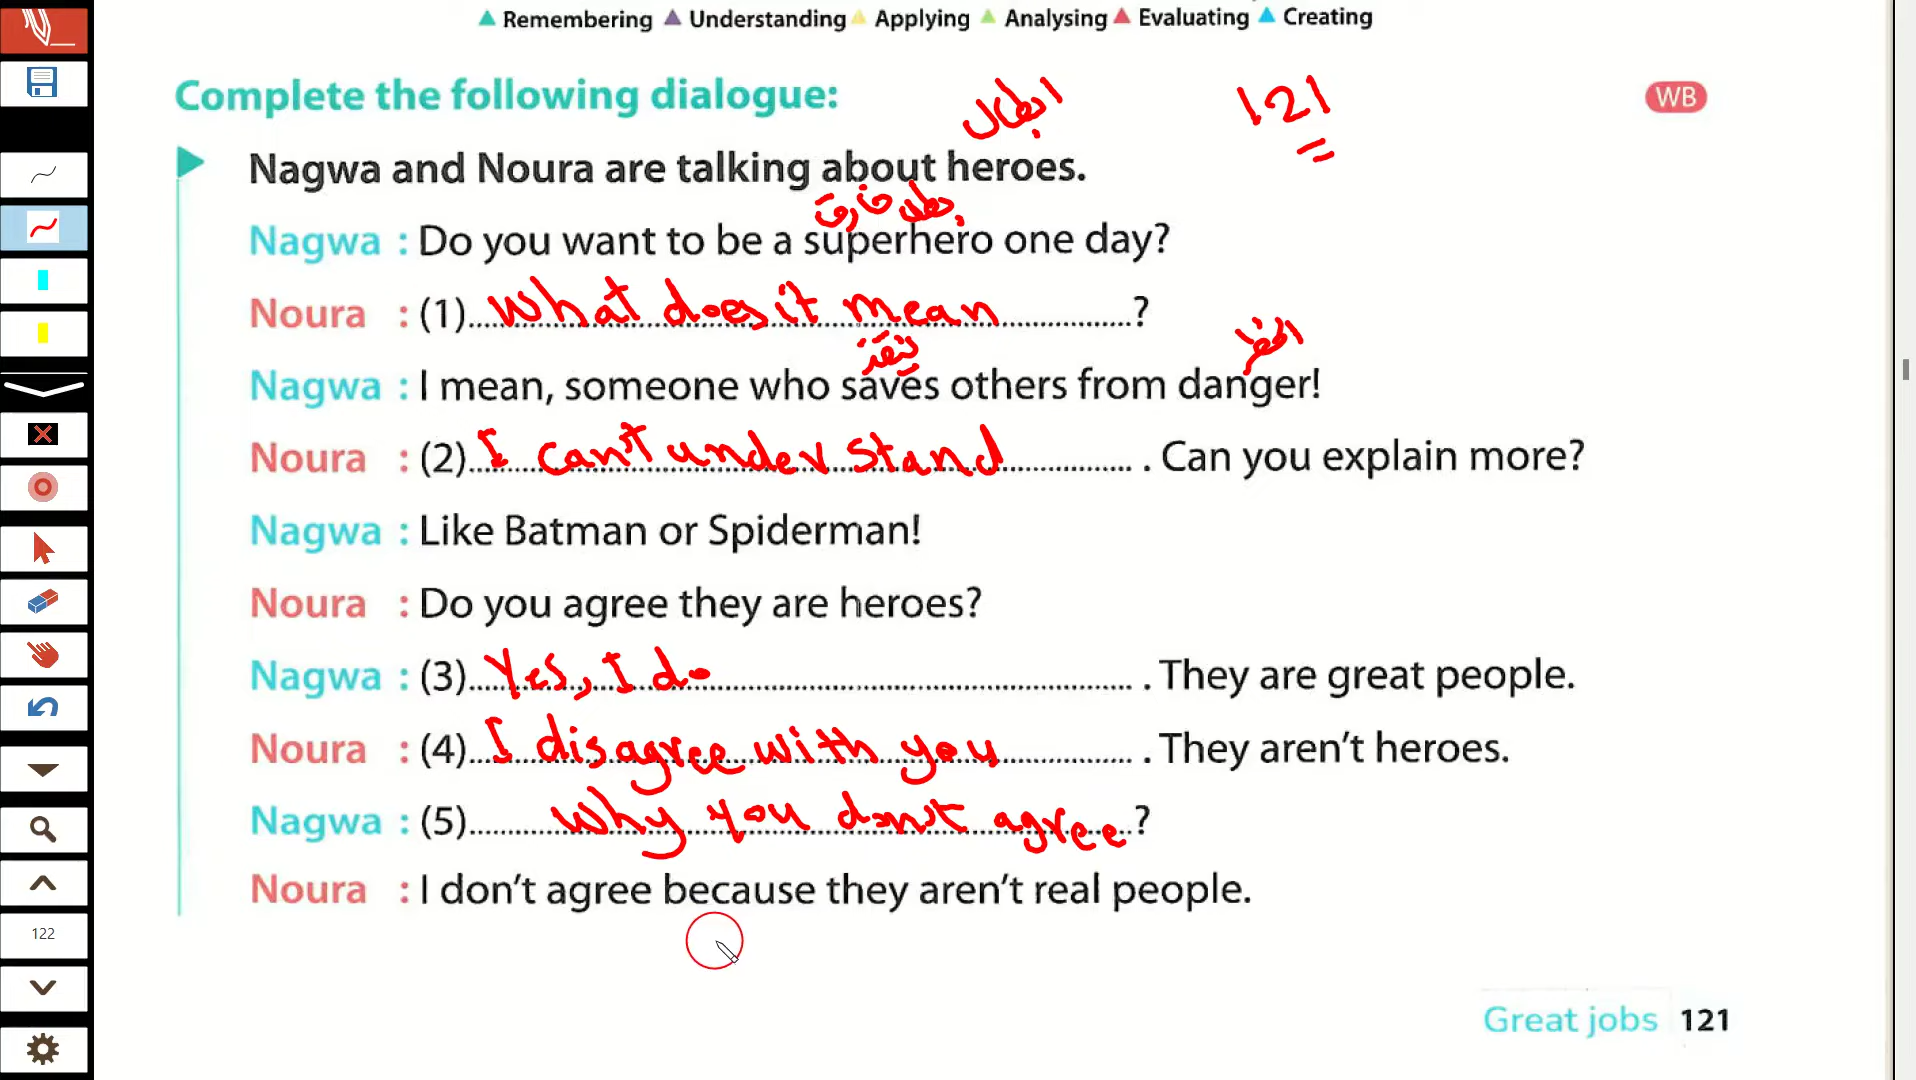 Remembering Understanding Applying Analysing Evaluating Creating
Complete the following dialogue:
ابطال
121
WB
Nagwa and Noura are talking about heroes.
بطل خارق
Nagwa : Do you want to be a superhero one day?
Noura : (1) What does it mean ?
تنقذ
الخطر
Nagwa : I mean, someone who saves others from danger!
Noura : (2) I can't understand . Can you explain more?
Nagwa : Like Batman or Spiderman!
Noura : Do you agree they are heroes?
Nagwa : (3) Yes, I do . They are great people.
Noura : (4) I disagree with you . They aren't heroes.
Nagwa : (5) Why you don't agree ?
Noura : I don't agree because they aren't real people.
122
Great jobs 121